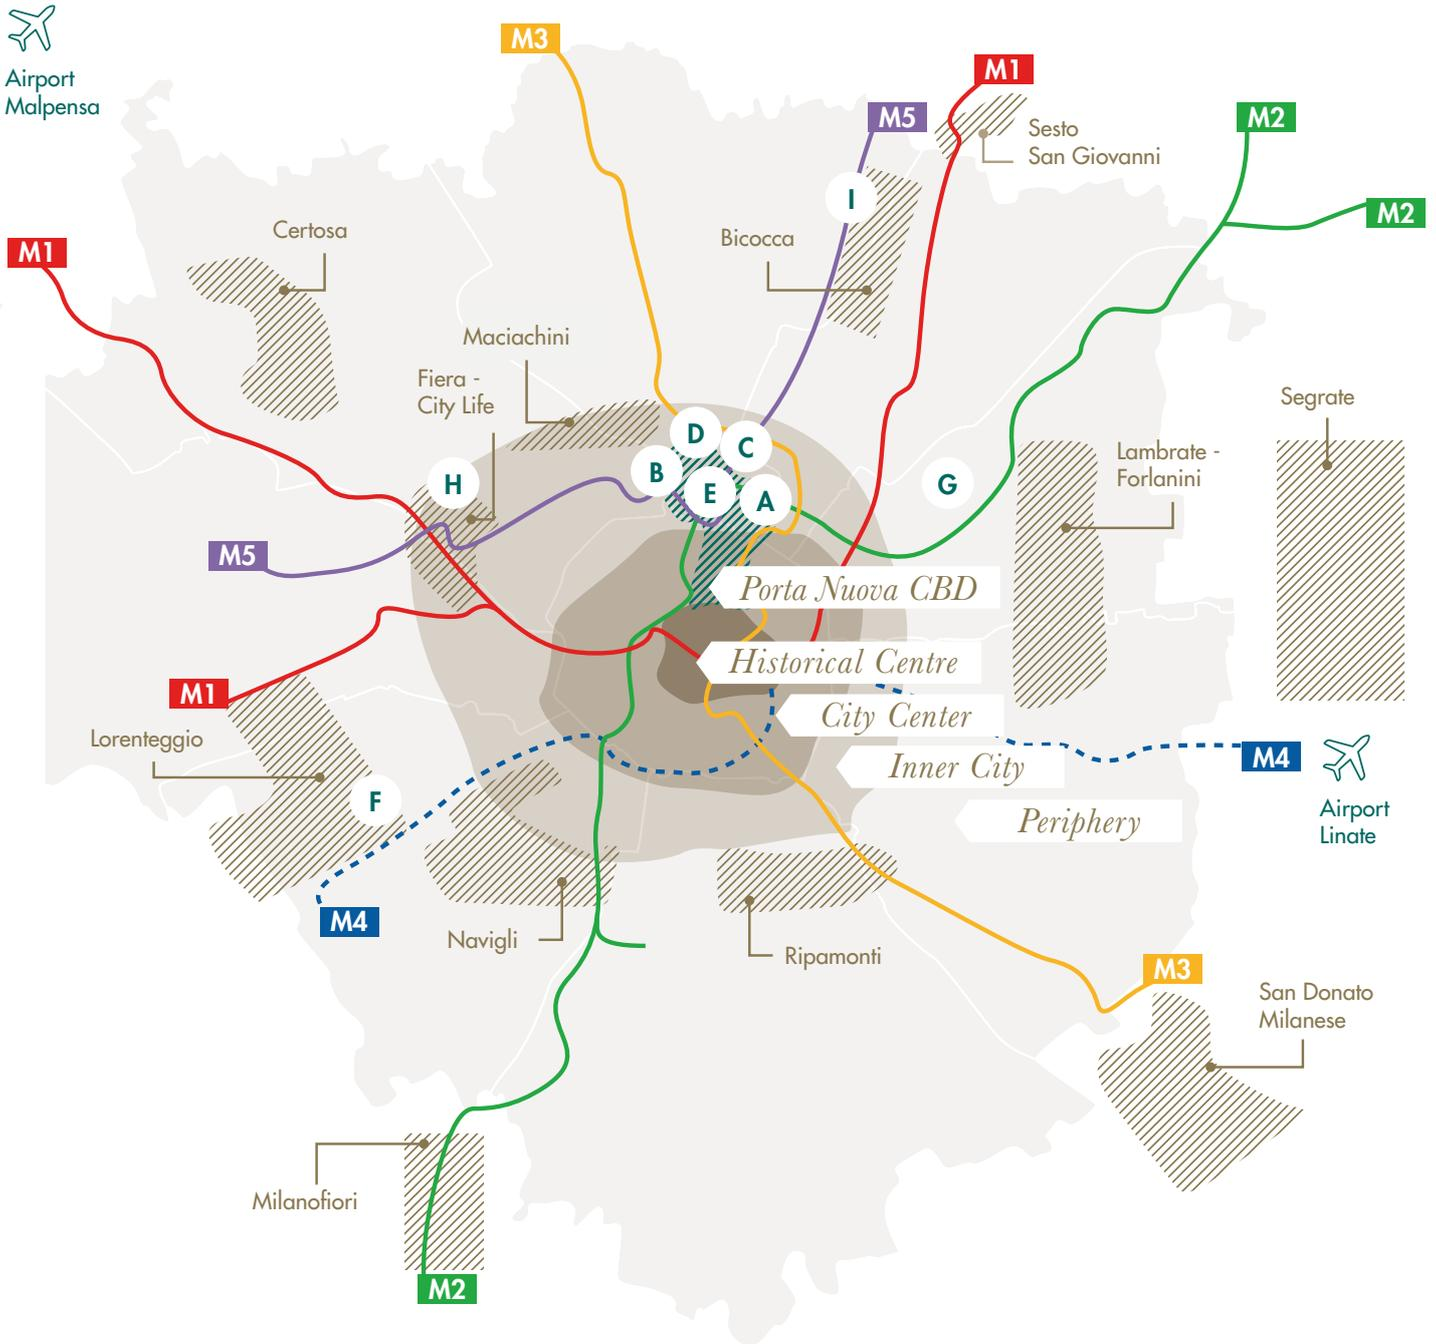 M3
M1
Airport
Malpensa
M5
M2
Sesto
San Giovanni
I
M2
Certosa
Bicocca
M1
Maciachini
Fiera -
City Life
Segrate
D
C
Lambrate -
Forlanini
B
H
E
A
G
M5
Porta Nuova CBD
Historical Centre
M1
City Center
Lorenteggio
Inner City
M4
F
Airport
Linate
Periphery
M4
Navigli
Ripamonti
M3
San Donato
Milanese
Milanofiori
M2